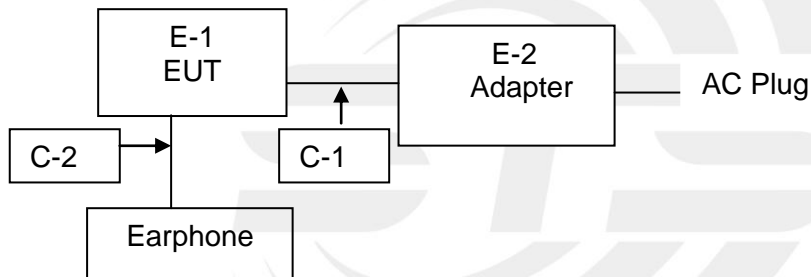 E-1
EUT
E-2
Adapter
AC Plug
C-2
C-1
Earphone